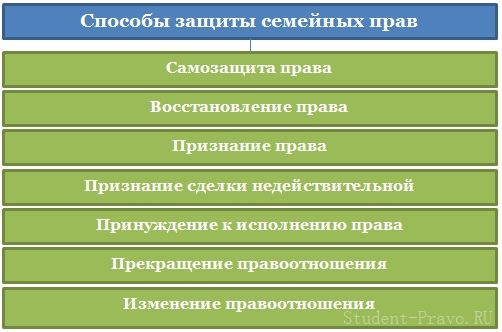 Способы защиты семейных прав
Самозащита права
Восстановление права
Признание права
Признание сделки недействительной
Принуждение к исполнению права
Прекращение правоотношения
Изменение правоотношения
Student-Pravo.RU